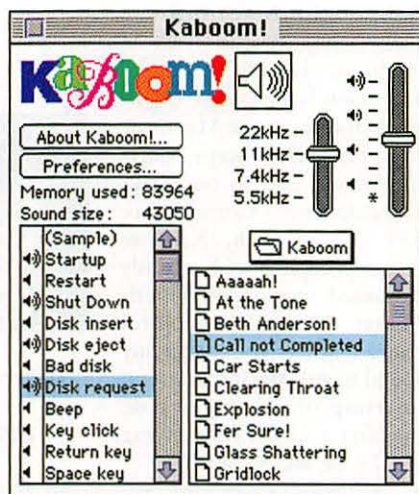 Kaboom!
Kaboom!
About Kaboom!...
Preferences...
Memory used: 83964
Sound size: 43050
22kHz
11kHz
7.4kHz
5.5kHz
*
(Sample)
Startup
Restart
Shut Down
Disk insert
Disk eject
Bad disk
Disk request
Beep
Key click
Return key
Space key
Kaboom
Aaaaah!
At the Tone
Beth Anderson!
Call not Completed
Car Starts
Clearing Throat
Explosion
Fer Sure!
Glass Shattering
Gridlock